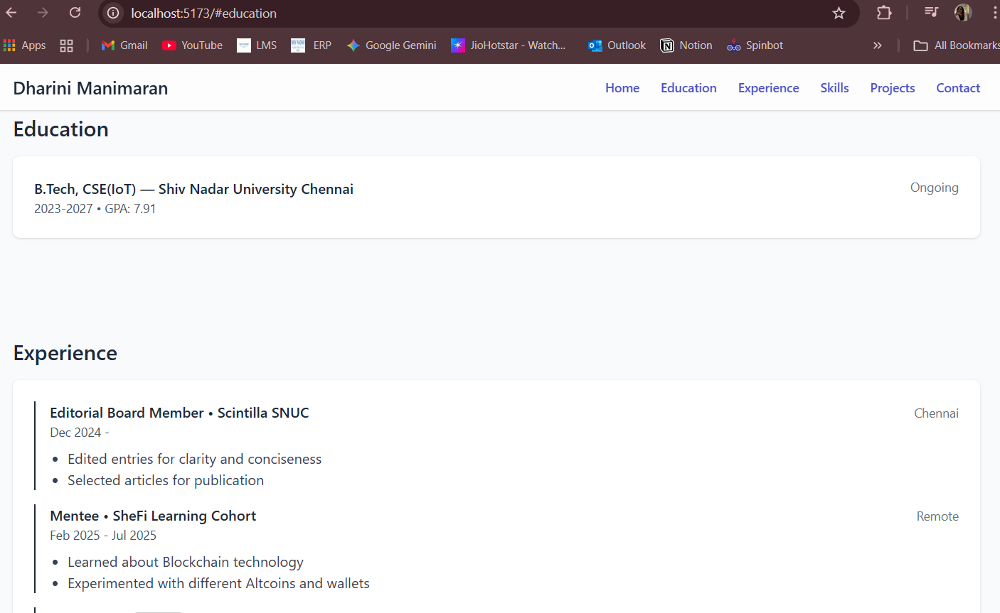 localhost:5173/#education
Apps Gmail YouTube LMS ERP Google Gemini JioHotstar - Watch... Outlook Notion Spinbot » All Bookmarks
Dharini Manimaran Home Education Experience Skills Projects Contact
Education
B.Tech, CSE(IoT) — Shiv Nadar University Chennai Ongoing
2023-2027 • GPA: 7.91
Experience
Editorial Board Member • Scintilla SNUC Chennai
Dec 2024 -
• Edited entries for clarity and conciseness
• Selected articles for publication
Mentee • SheFi Learning Cohort Remote
Feb 2025 - Jul 2025
• Learned about Blockchain technology
• Experimented with different Altcoins and wallets